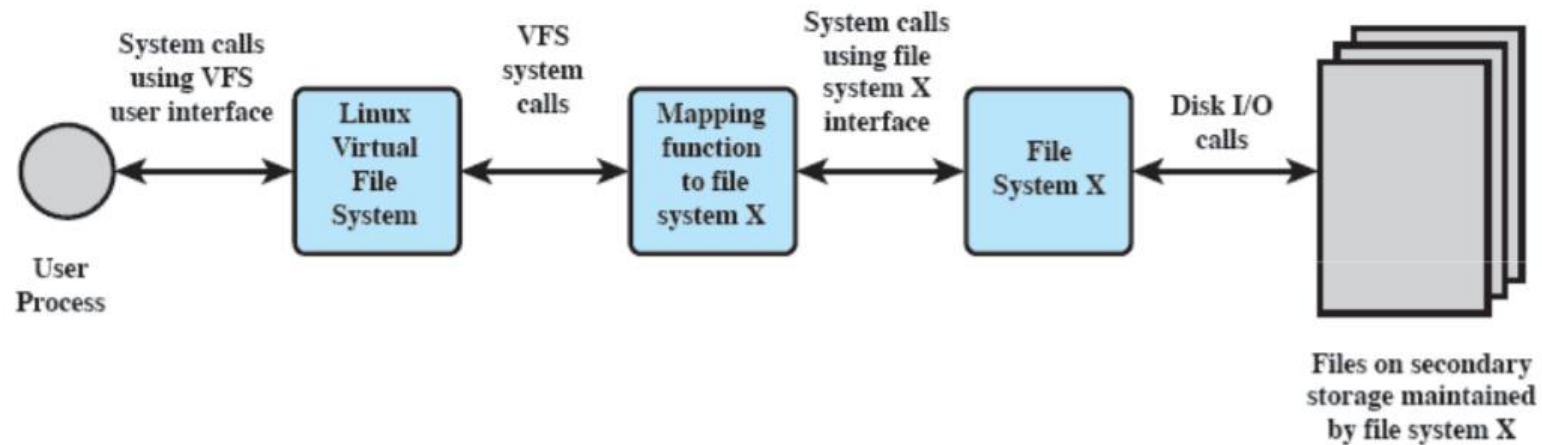 System calls
using VFS
user interface
VFS
system
calls
System calls
using file
system X
interface
Disk I/O
calls
Linux
Virtual
File
System
Mapping
function
to file
system X
File
System X
User
Process
Files on secondary
storage maintained
by file system X